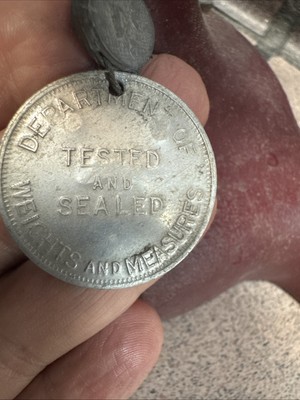 DEPARTMENT OF
TESTED
AND
SEALED
WEIGHTS AND MEASURES